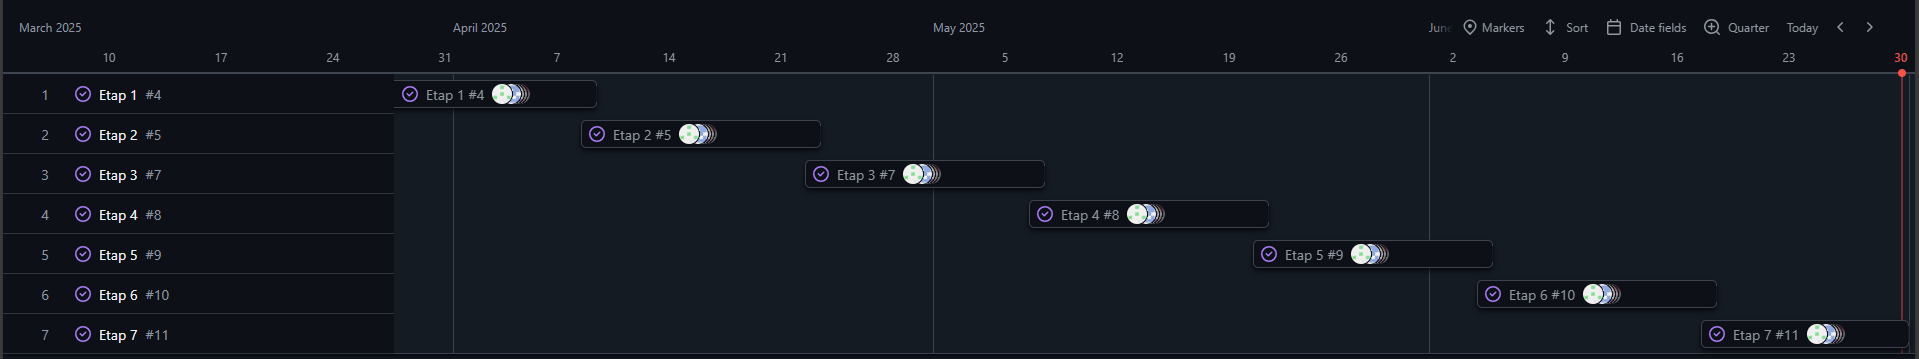 March 2025 April 2025 May 2025 June Markers Sort Date fields Quarter Today
10 17 24 31 7 14 21 28 5 12 19 26 2 9 16 23 30
1 Etap 1 #4 Etap 1 #4
2 Etap 2 #5 Etap 2 #5
3 Etap 3 #7 Etap 3 #7
4 Etap 4 #8 Etap 4 #8
5 Etap 5 #9 Etap 5 #9
6 Etap 6 #10 Etap 6 #10
7 Etap 7 #11 Etap 7 #11